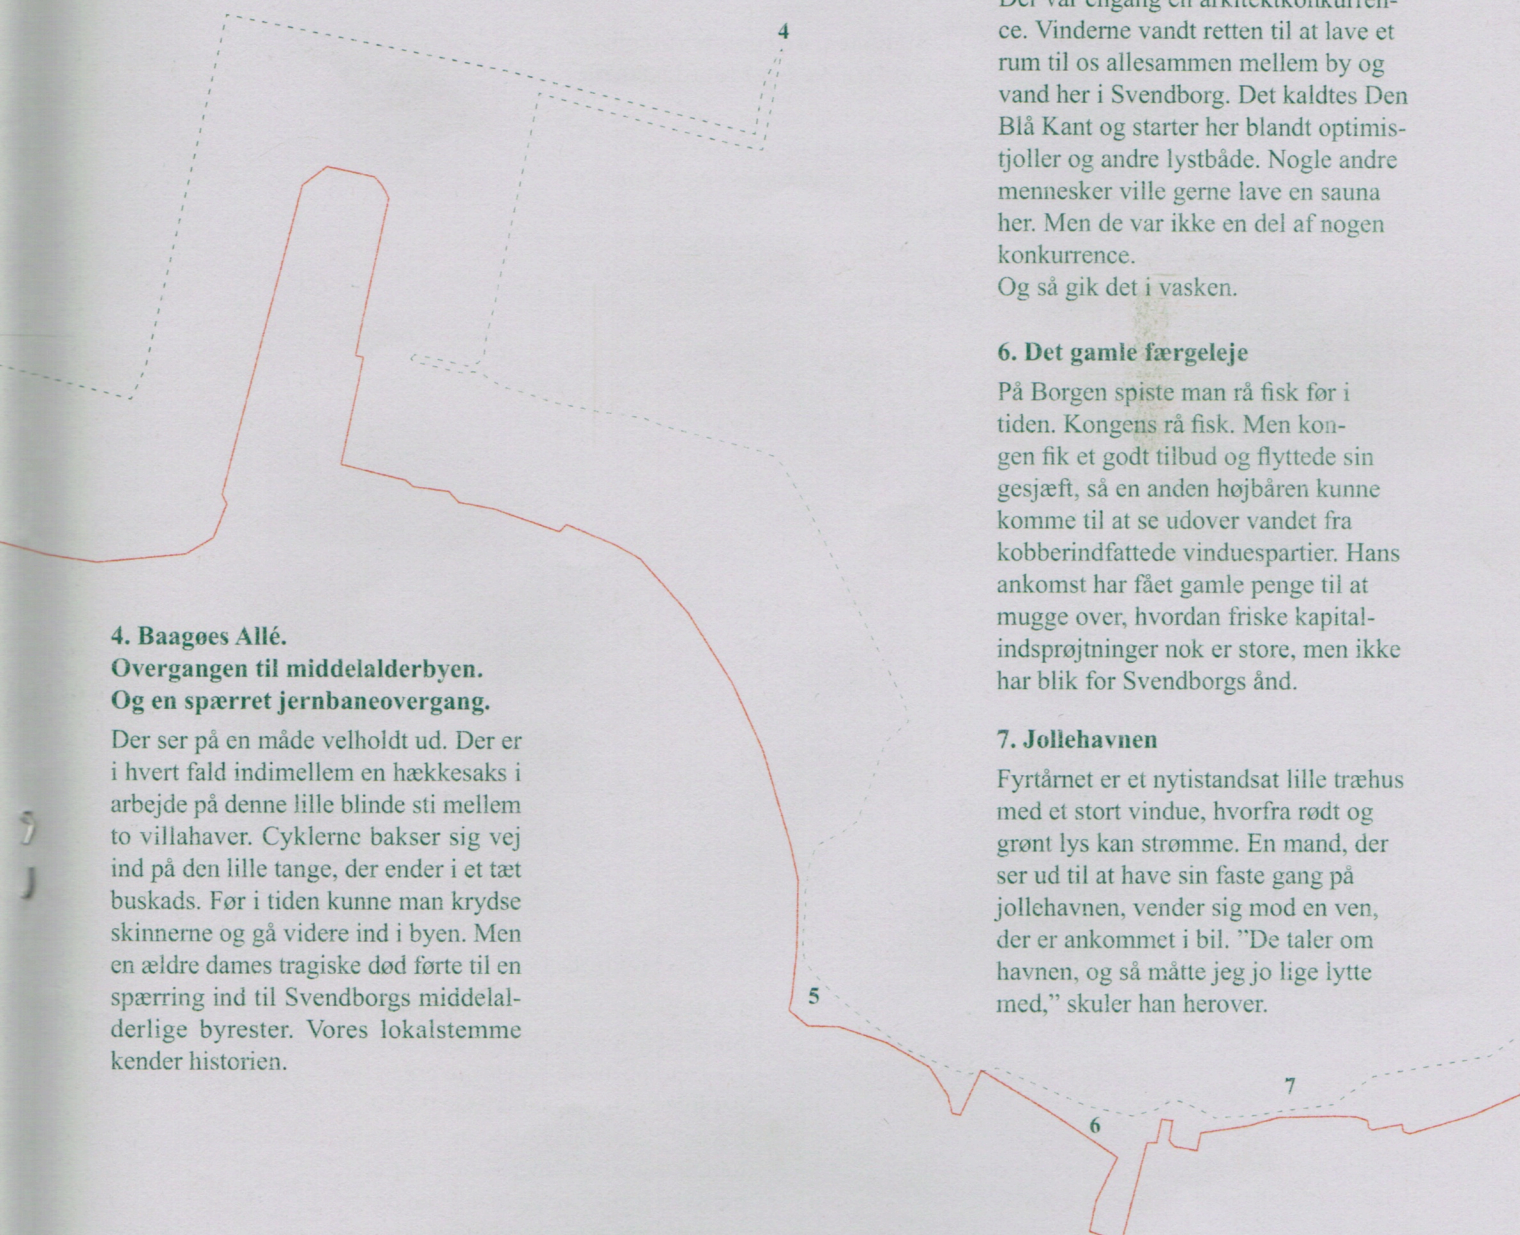 4
Der var engang en arkitektkonkurren-
ce. Vinderne vandt retten til at lave et
rum til os allesammen mellem by og
vand her i Svendborg. Det kaldtes Den
Blå Kant og starter her blandt optimis-
tjoller og andre lystbåde. Nogle andre
mennesker ville gerne lave en sauna
her. Men de var ikke en del af nogen
konkurrence.
Og så gik det i vasken.
6. Det gamle færgeleje
På Borgen spiste man rå fisk før i
tiden. Kongens rå fisk. Men kon-
gen fik et godt tilbud og flyttede sin
gesjæft, så en anden højbåren kunne
komme til at se udover vandet fra
kobberindfattede vinduespartier. Hans
ankomst har fået gamle penge til at
mugge over, hvordan friske kapital-
indsprøjtninger nok er store, men ikke
har blik for Svendborgs ånd.
4. Baagøes Allé.
Overgangen til middelalderbyen.
Og en spærret jernbaneovergang.
Der ser på en måde velholdt ud. Der er
i hvert fald indimellem en hækkesaks i
arbejde på denne lille blinde sti mellem
to villahaver. Cyklerne bakser sig vej
ind på den lille tange, der ender i et tæt
buskads. Før i tiden kunne man krydse
skinnerne og gå videre ind i byen. Men
en ældre dames tragiske død førte til en
spærring ind til Svendborgs middelal-
derlige byrester. Vores lokalstemme
kender historien.
7. Jollehavnen
Fyrtårnet er et nytistandsat lille træhus
med et stort vindue, hvorfra rødt og
grønt lys kan strømme. En mand, der
ser ud til at have sin faste gang på
jollehavnen, vender sig mod en ven,
der er ankommet i bil. ”De taler om
havnen, og så måtte jeg jo lige lytte
med,” skuler han herover.
5
6
7